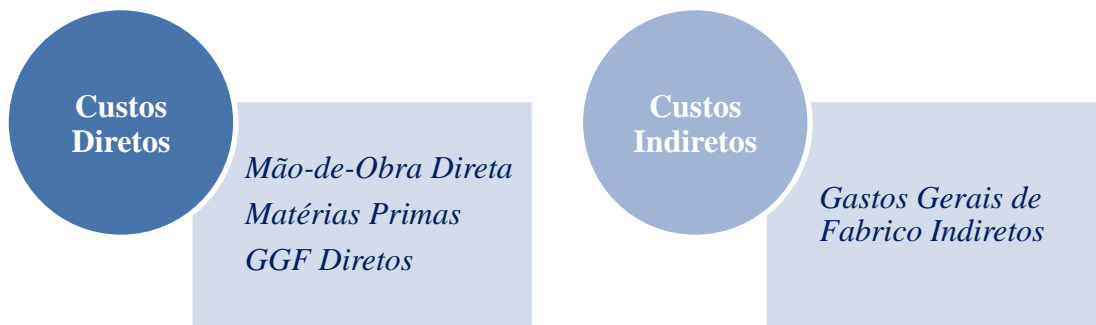 Custos
Diretos
Mão-de-Obra Direta
Matérias Primas
GGF Diretos
Custos
Indiretos
Gastos Gerais de
Fabrico Indiretos